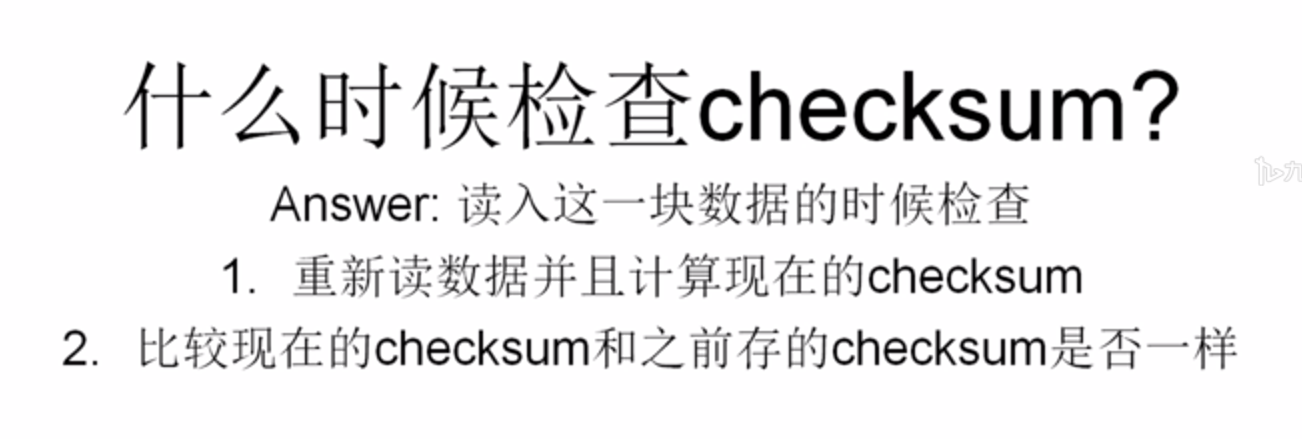 什么时候检查checksum?
Answer: 读入这一块数据的时候检查
1. 重新读数据并且计算现在的checksum
2. 比较现在的checksum和之前存的checksum是否一样